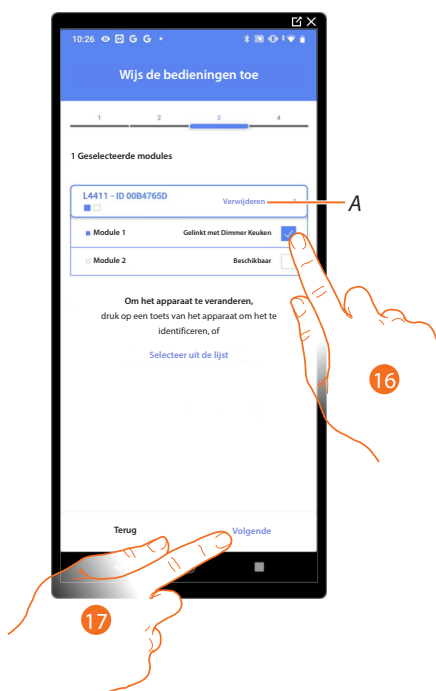 10:26 G G
Wijs de bedieningen toe
1 2 3 4
1 Geselecteerde modules
L4411 - ID 00B4765D
Verwijderen
A
Module 1 Gelinkt met Dimmer Keuken
Module 2 Beschikbaar
Om het apparaat te veranderen,
druk op een toets van het apparaat om het te
identificeren, of
Selecteer uit de lijst
16
Terug Volgende
17